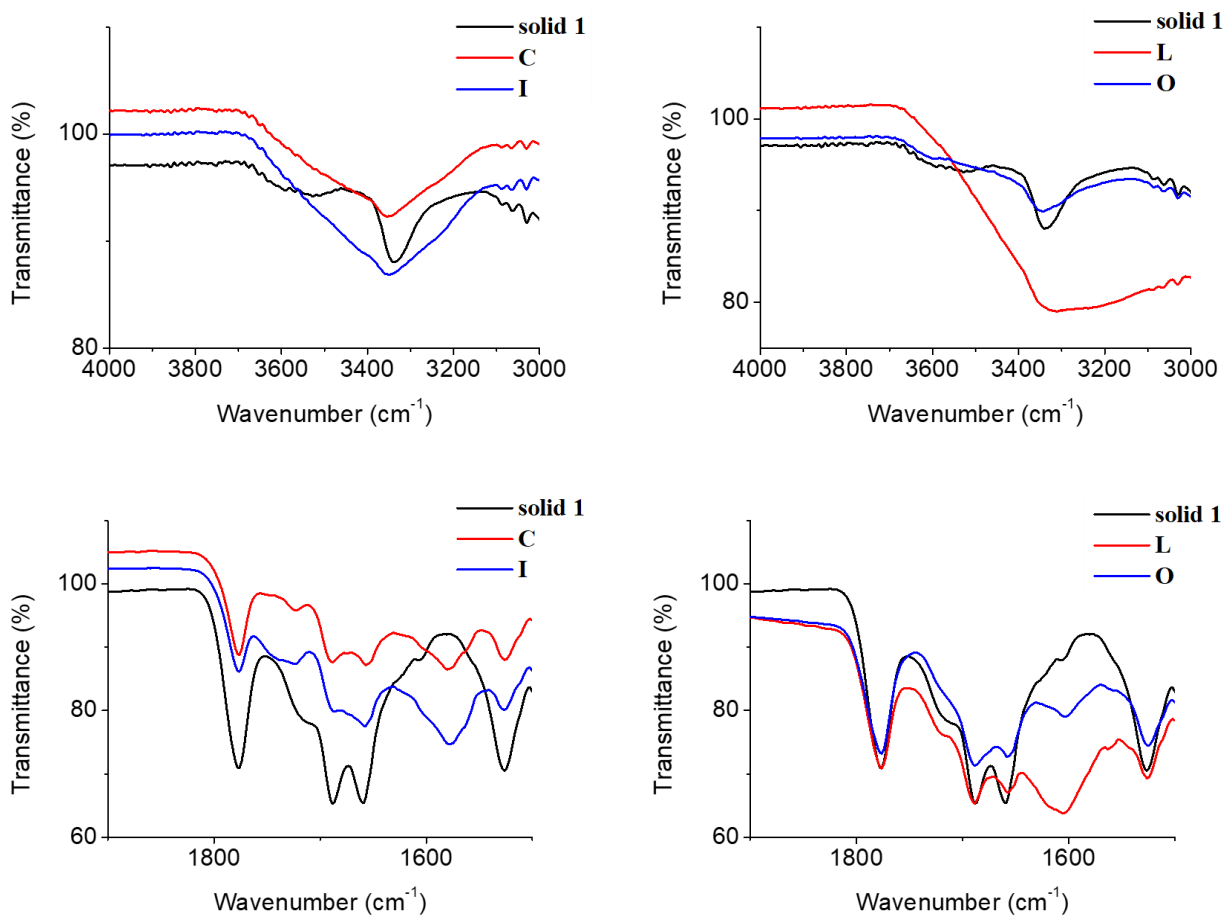 solid 1
C
I
100
80
Transmittance (%)
4000 3800 3600 3400 3200 3000
Wavenumber (cm-1)
solid 1
L
O
100
80
Transmittance (%)
4000 3800 3600 3400 3200 3000
Wavenumber (cm-1)
solid 1
C
I
100
80
60
Transmittance (%)
1800 1600
Wavenumber (cm-1)
solid 1
L
O
100
80
60
Transmittance (%)
1800 1600
Wavenumber (cm-1)